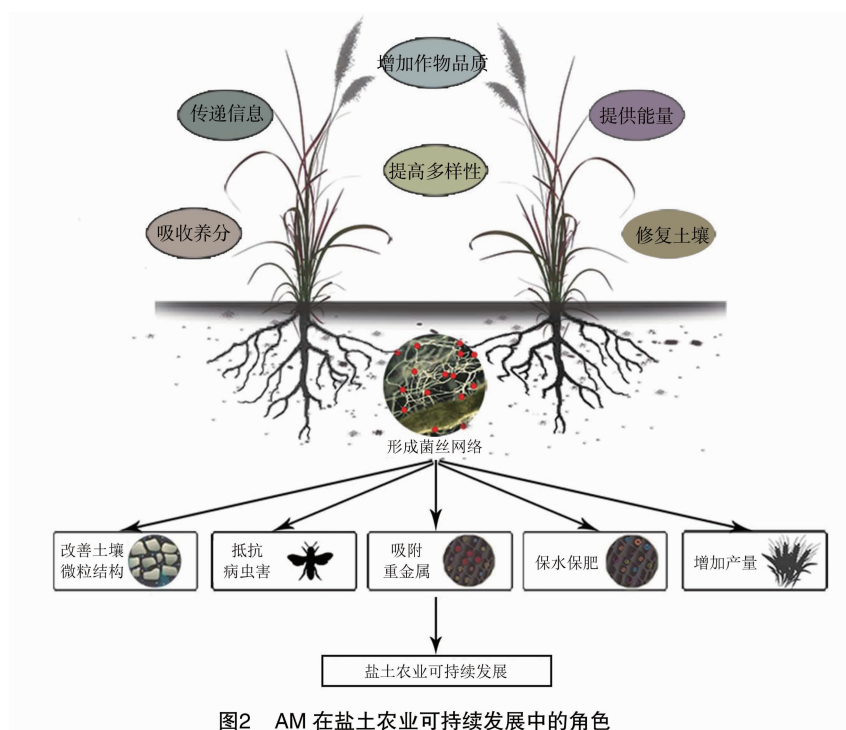 增加作物品质
传递信息
提供能量
提高多样性
吸收养分
修复土壤
形成菌丝网络
改善土壤
微粒结构
抵抗
病虫害
吸附
重金属
保水保肥
增加产量
盐土农业可持续发展
图2 AM 在盐土农业可持续发展中的角色